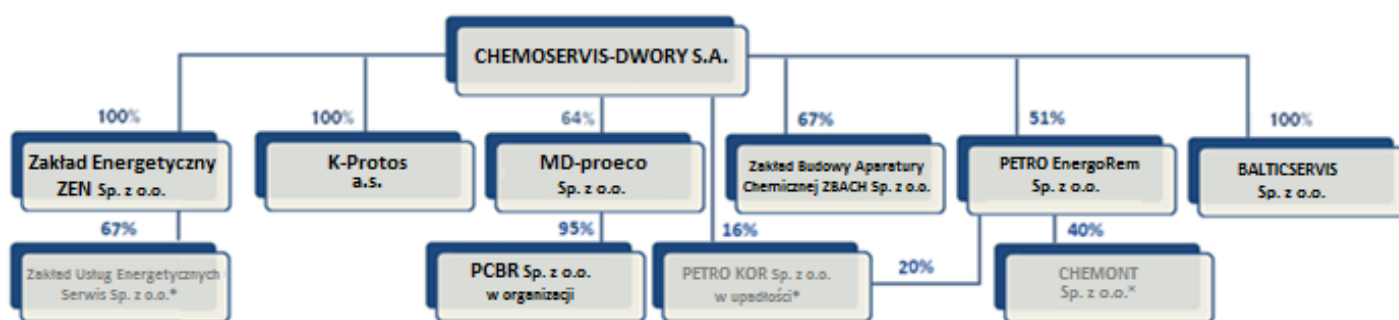 CHEMOSERVIS-DWORY S.A.
100%
100%
64%
67%
51%
100%
Zakład Energetyczny
ZEN Sp. z o.o.
K-Protos
a.s.
MD-proeco
Sp. z o.o.
Zakład Budowy Aparatury
Chemicznej ZBACH Sp. z o.o.
PETRO EnergoRem
Sp. z o.o.
BALTICSERVIS
Sp. z o.o.
67%
95%
16%
20%
40%
Zakład Usług Energetycznych
Serwis Sp. z o.o.*
PCBR Sp. z o.o.
w organizacji
PETRO KOR Sp. z o.o.
w upadłości*
CHEMONT
Sp. z o.o.*